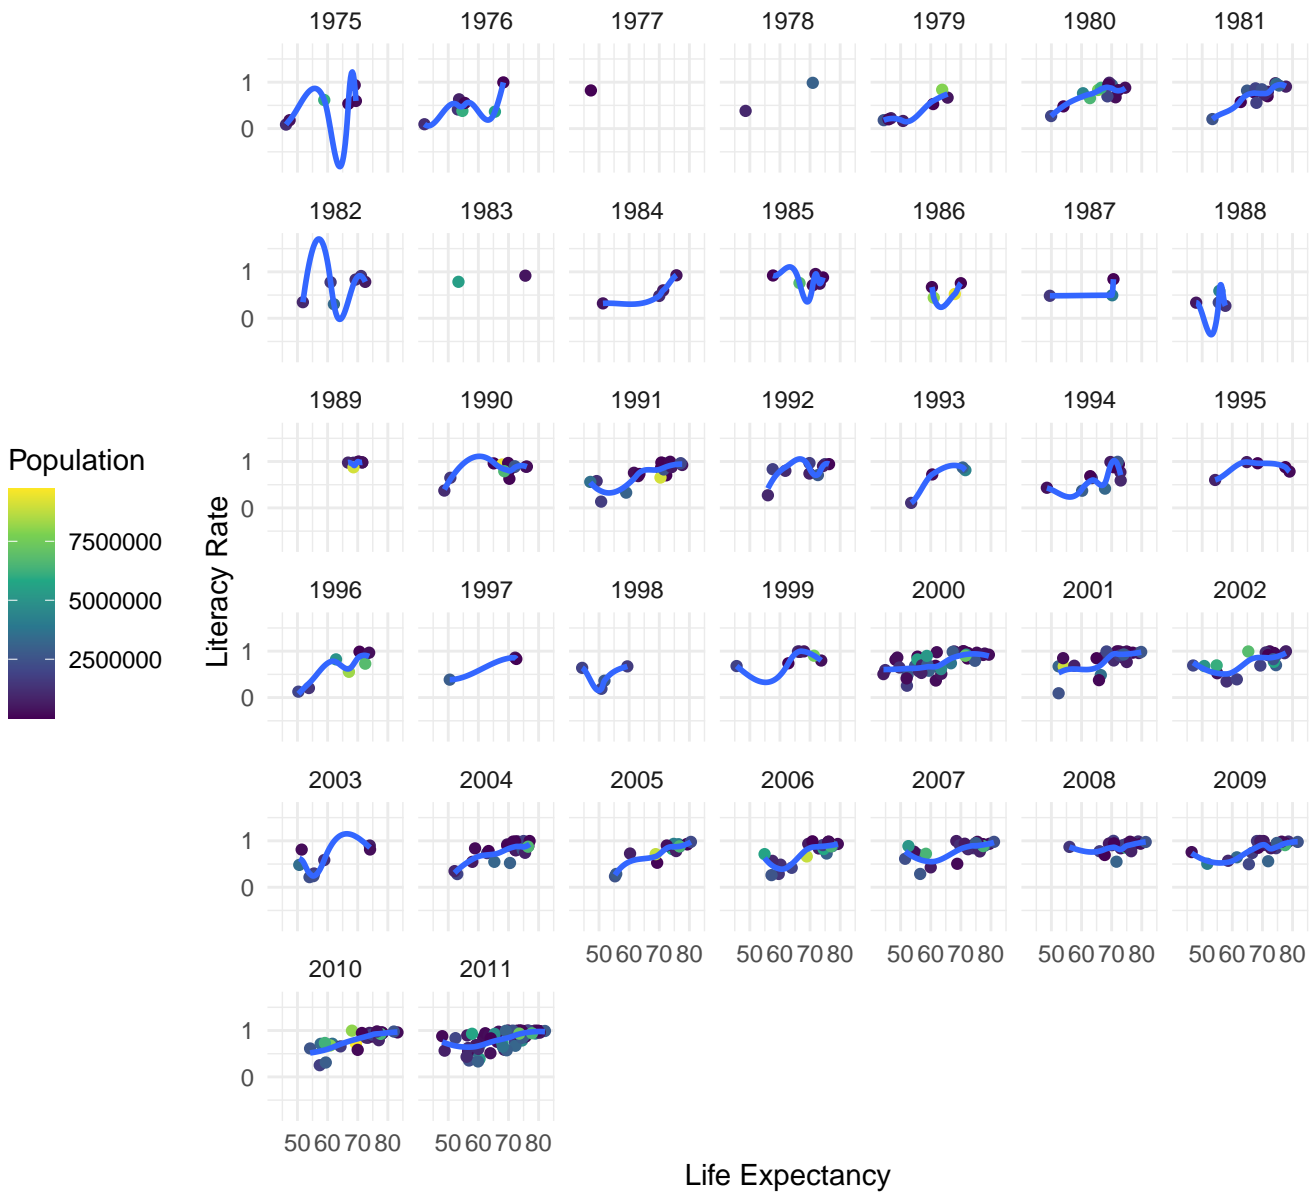 1975 1976 1977 1978 1979 1980 1981
1
0
1982 1983 1984 1985 1986 1987 1988
1
0
1989 1990 1991 1992 1993 1994 1995
1
0
Population
7500000
5000000
2500000
Literacy Rate
1996 1997 1998 1999 2000 2001 2002
1
0
2003 2004 2005 2006 2007 2008 2009
1
0
50 60 70 80 50 60 70 80 50 60 70 80 50 60 70 80 50 60 70 80
2010 2011
1
0
50 60 70 80 50 60 70 80
Life Expectancy